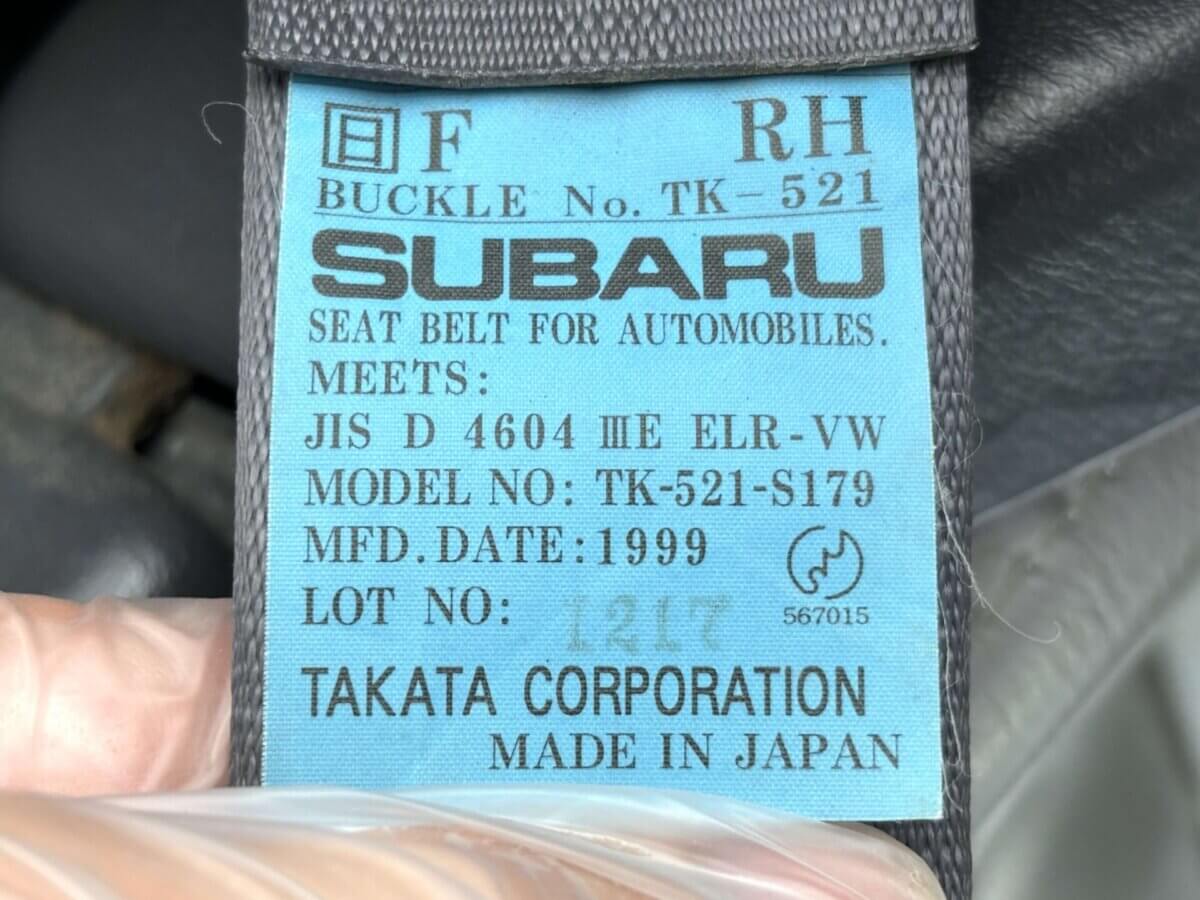 日 F RH
BUCKLE No. TK-521
SUBARU
SEAT BELT FOR AUTOMOBILES.
MEETS:
JIS D 4604 ⅢE ELR-VW
MODEL NO: TK-521-S179
MFD.DATE:1999
LOT NO: 1217
567015
TAKATA CORPORATION
MADE IN JAPAN